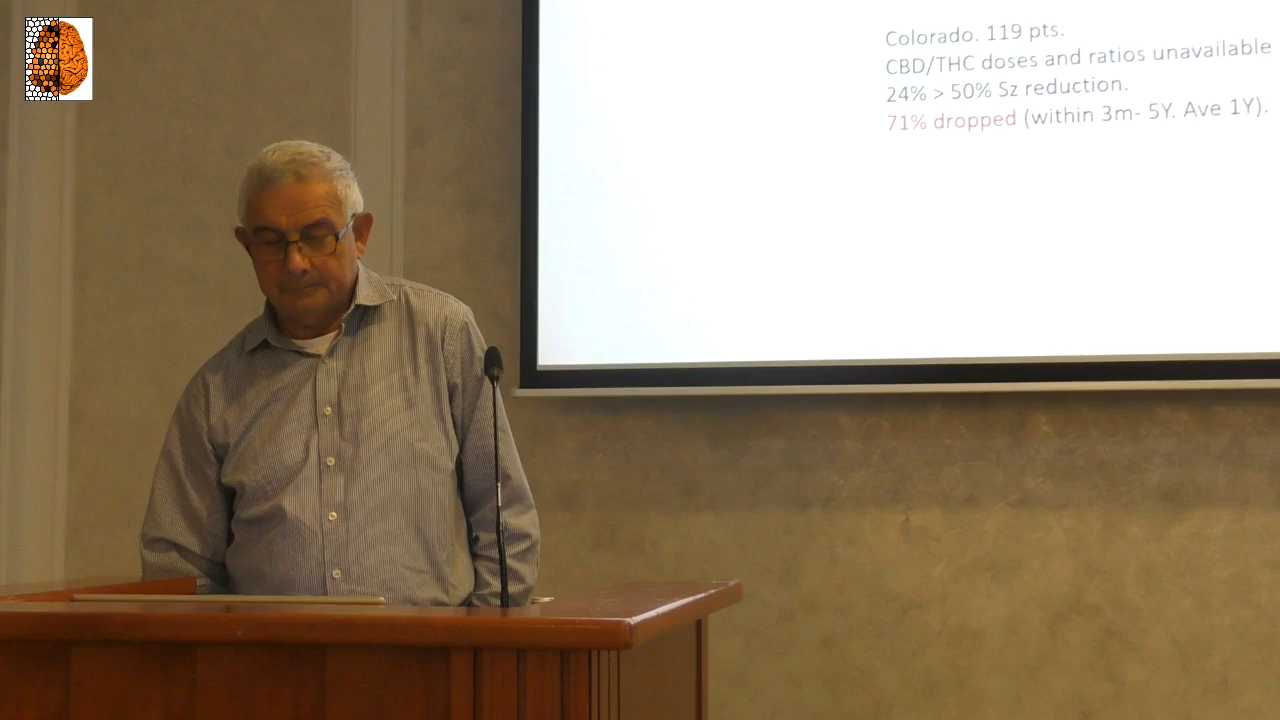 Colorado. 119 pts.
CBD/THC doses and ratios unavailable
24% > 50% Sz reduction.
71% dropped (within 3m- 5Y. Ave 1Y).